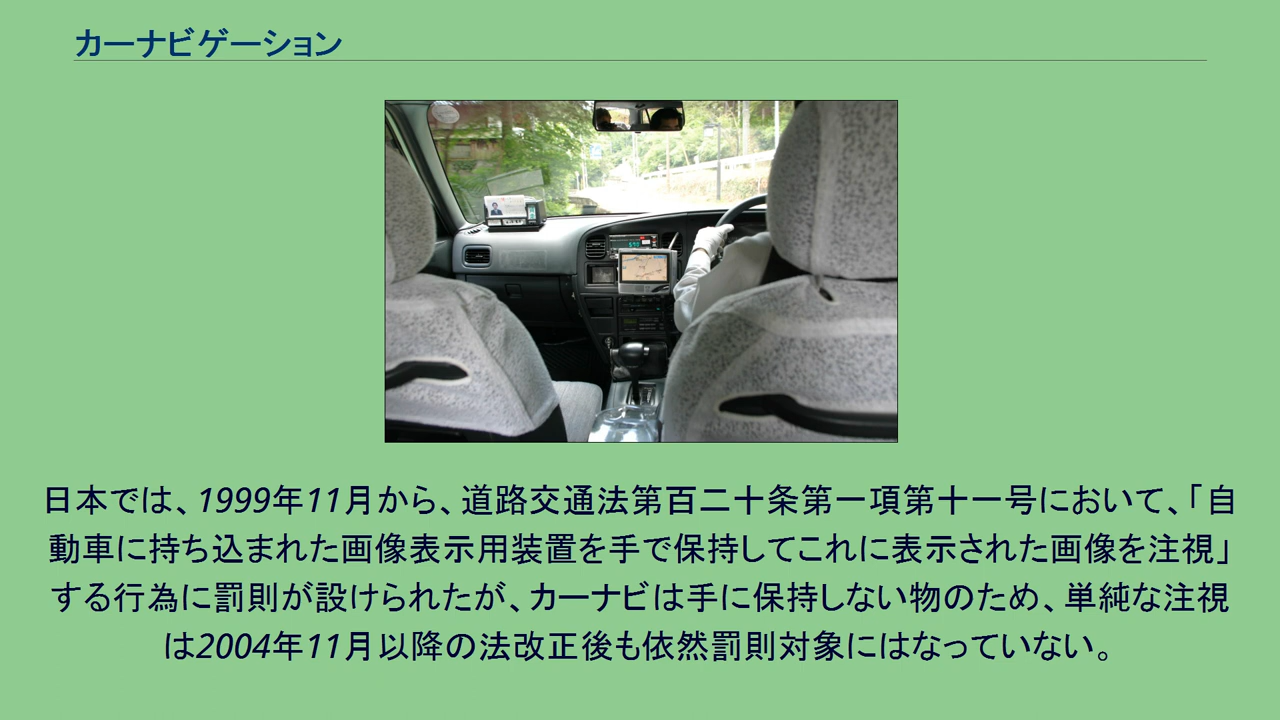 カーナビゲーション
日本では、1999年11月から、道路交通法第百二十条第一項第十一号において、「自
動車に持ち込まれた画像表示用装置を手で保持してこれに表示された画像を注視」
する行為に罰則が設けられたが、カーナビは手に保持しない物のため、単純な注視
は2004年11月以降の法改正後も依然罰則対象にはなっていない。